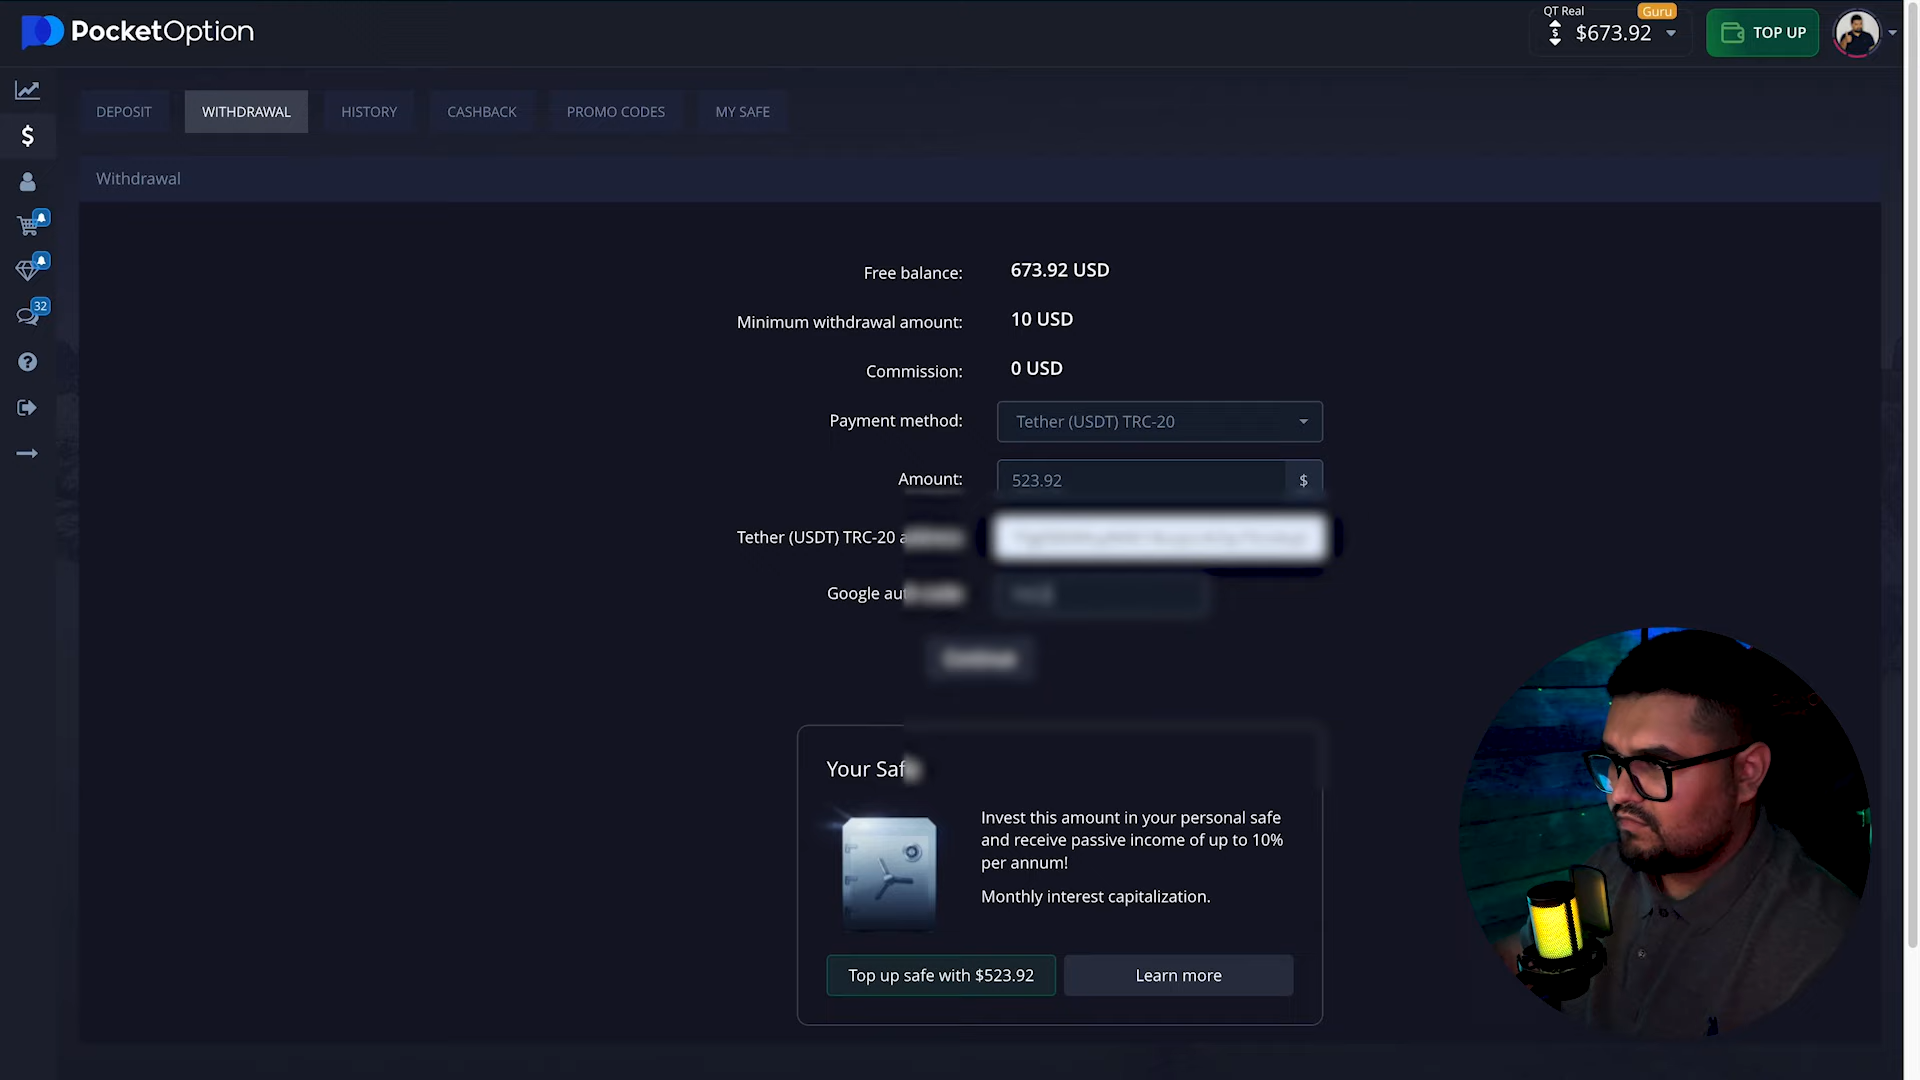 PocketOption
QT Real
Guru
$673.92
TOP UP
DEPOSIT
WITHDRAWAL
HISTORY
CASHBACK
PROMO CODES
MY SAFE
Withdrawal
32
Free balance: 673.92 USD
Minimum withdrawal amount: 10 USD
Commission: 0 USD
Payment method: Tether (USDT) TRC-20
Amount: 523.92 $
Tether (USDT) TRC-20
Google
Continue
Your Safe
Invest this amount in your personal safe
and receive passive income of up to 10%
per annum!
Monthly interest capitalization.
Top up safe with $523.92
Learn more